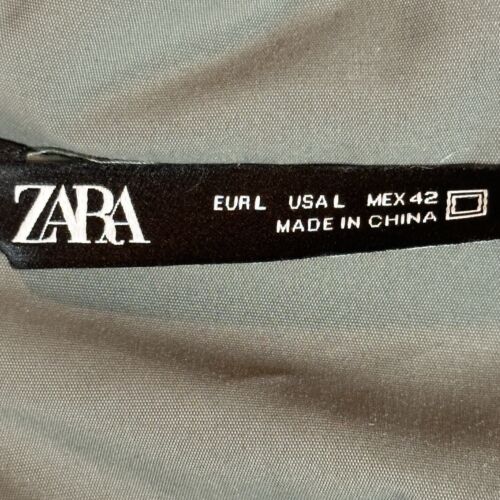 ZARA
EUR L USA L MEX 42
MADE IN CHINA